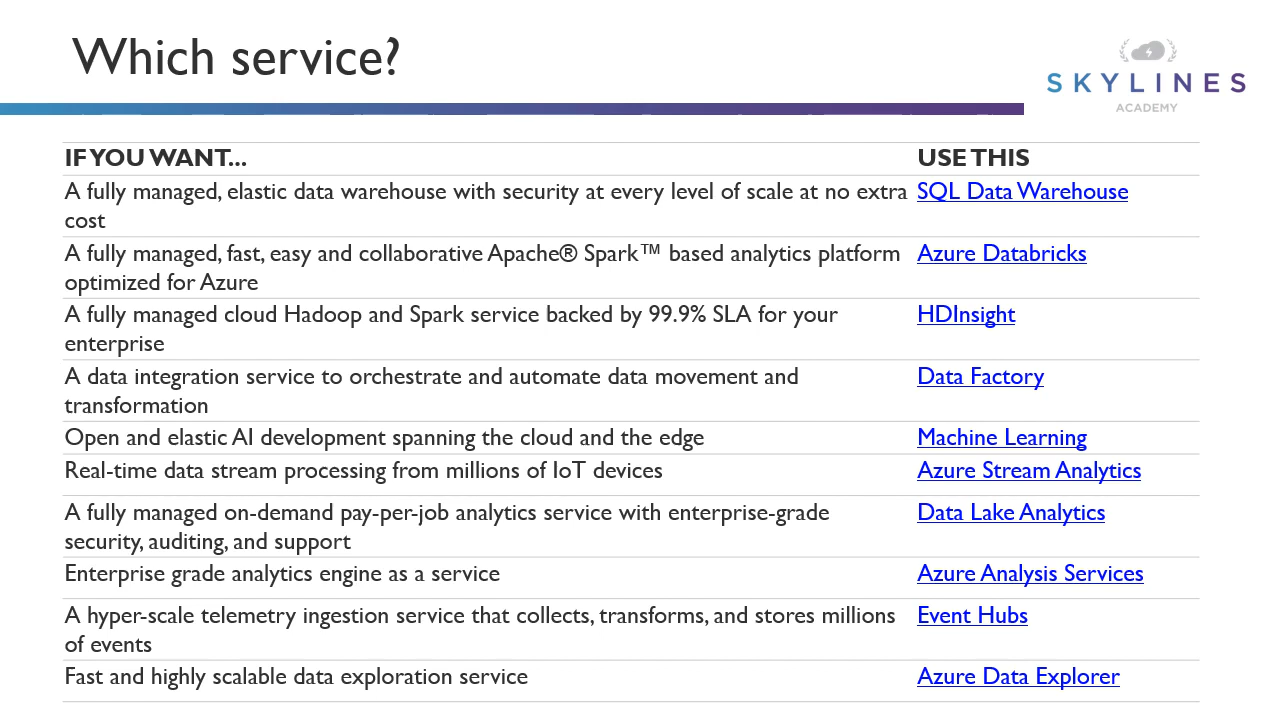 Which service?
SKYLINES
ACADEMY
IF YOU WANT... USE THIS
A fully managed, elastic data warehouse with security at every level of scale at no extra SQL Data Warehouse
cost
A fully managed, fast, easy and collaborative Apache® Spark™ based analytics platform Azure Databricks
optimized for Azure
A fully managed cloud Hadoop and Spark service backed by 99.9% SLA for your HDInsight
enterprise
A data integration service to orchestrate and automate data movement and Data Factory
transformation
Open and elastic AI development spanning the cloud and the edge Machine Learning
Real-time data stream processing from millions of IoT devices Azure Stream Analytics
A fully managed on-demand pay-per-job analytics service with enterprise-grade Data Lake Analytics
security, auditing, and support
Enterprise grade analytics engine as a service Azure Analysis Services
A hyper-scale telemetry ingestion service that collects, transforms, and stores millions Event Hubs
of events
Fast and highly scalable data exploration service Azure Data Explorer